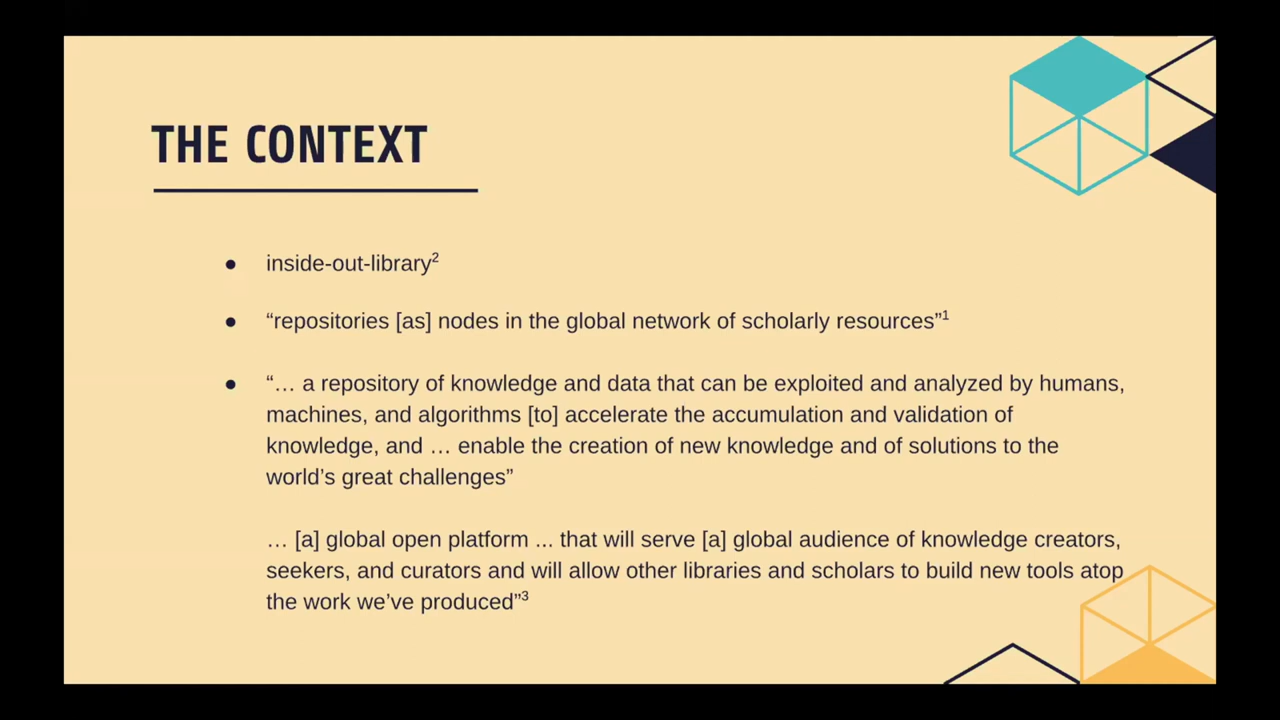 THE CONTEXT
● inside-out-library²
● “repositories [as] nodes in the global network of scholarly resources”¹
● “… a repository of knowledge and data that can be exploited and analyzed by humans,
machines, and algorithms [to] accelerate the accumulation and validation of
knowledge, and … enable the creation of new knowledge and of solutions to the
world’s great challenges”
… [a] global open platform ... that will serve [a] global audience of knowledge creators,
seekers, and curators and will allow other libraries and scholars to build new tools atop
the work we’ve produced”³